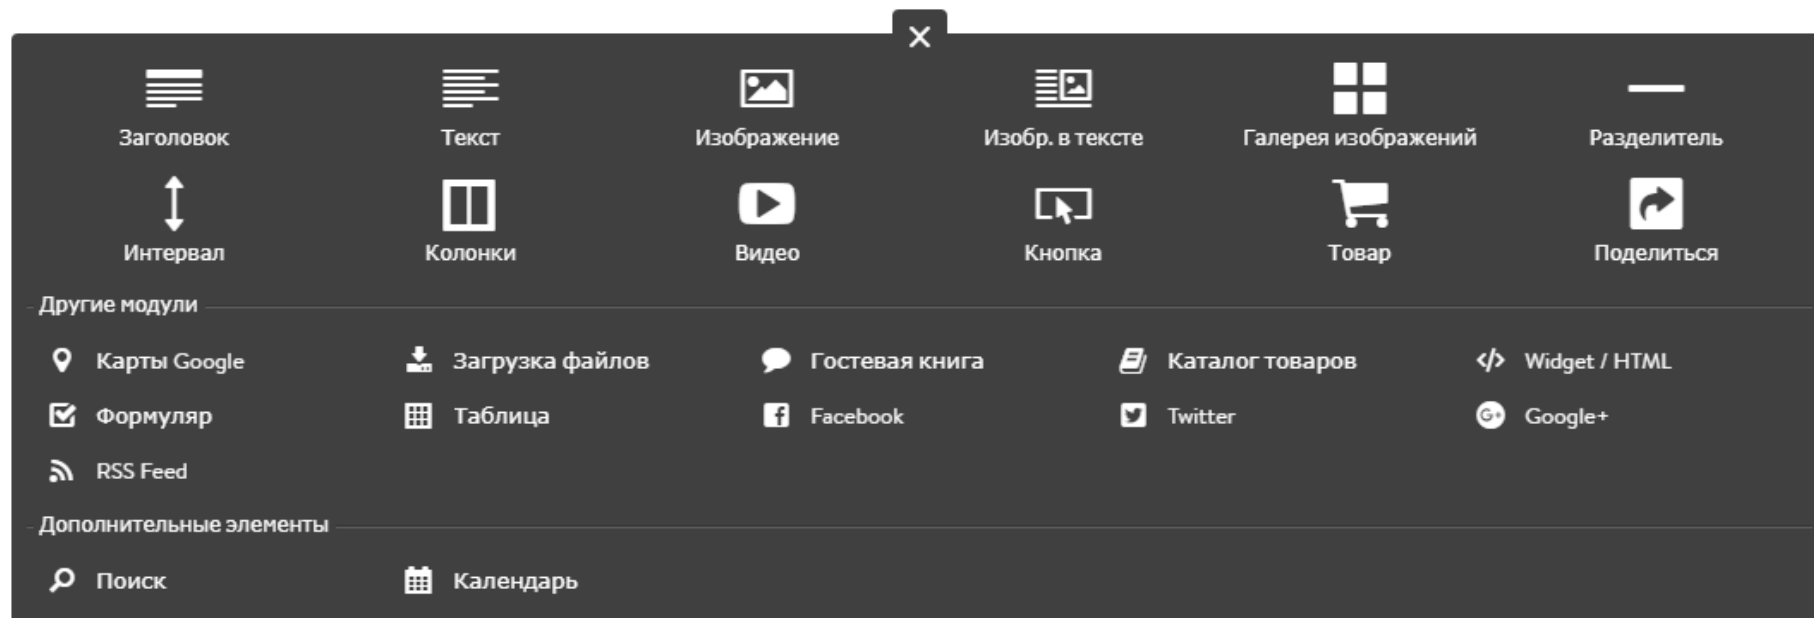 Заголовок Текст Изображение Изобр. в тексте Галерея изображений Разделитель
Интервал Колонки Видео Кнопка Товар Поделиться
Другие модули
Карты Google Загрузка файлов Гостевая книга Каталог товаров Widget / HTML
Формуляр Таблица Facebook Twitter Google+
RSS Feed
Дополнительные элементы
Поиск Календарь